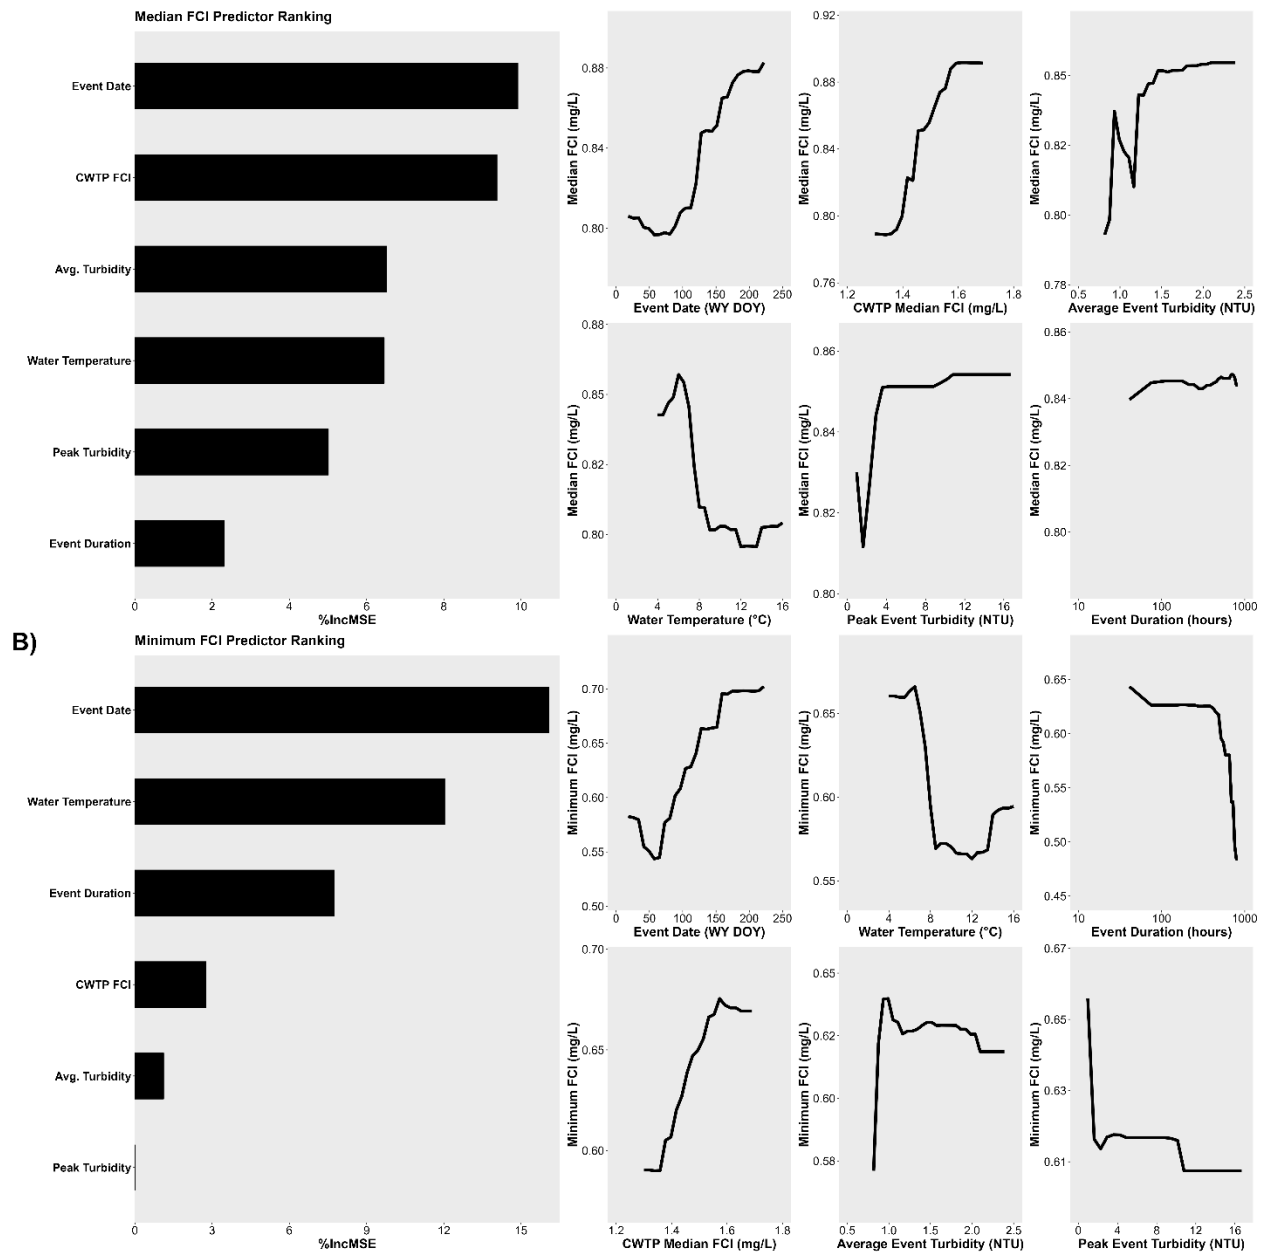 Median FCI Predictor Ranking
Event Date
CWTP FCI
Avg. Turbidity
Water Temperature
Peak Turbidity
Event Duration
0 2 4 6 8 10
%IncMSE
Median FCI (mg/L)
0.88
0.84
0.80
0 50 100 150 200 250
Event Date (WY DOY)
Median FCI (mg/L)
0.92
0.88
0.84
0.80
0.76
1.2 1.4 1.6 1.8
CWTP Median FCI (mg/L)
Median FCI (mg/L)
0.85
0.82
0.80
0.78
0.5 1.0 1.5 2.0 2.5
Average Event Turbidity (NTU)
Median FCI (mg/L)
0.88
0.85
0.82
0.80
0 4 8 12 16
Water Temperature (°C)
Median FCI (mg/L)
0.86
0.84
0.82
0.80
0 4 8 12 16
Peak Event Turbidity (NTU)
Median FCI (mg/L)
0.86
0.84
0.82
0.80
10 100 1000
Event Duration (hours)
B)
Minimum FCI Predictor Ranking
Event Date
Water Temperature
Event Duration
CWTP FCI
Avg. Turbidity
Peak Turbidity
0 3 6 9 12 15
%IncMSE
Minimum FCI (mg/L)
0.70
0.65
0.60
0.55
0.50
0 50 100 150 200 250
Event Date (WY DOY)
Minimum FCI (mg/L)
0.65
0.60
0.55
0 4 8 12 16
Water Temperature (°C)
Minimum FCI (mg/L)
0.65
0.62
0.60
0.57
0.55
0.53
0.50
0.48
0.45
10 100 1000
Event Duration (hours)
Minimum FCI (mg/L)
0.70
0.65
0.60
1.2 1.4 1.6 1.8
CWTP Median FCI (mg/L)
Minimum FCI (mg/L)
0.65
0.62
0.60
0.58
0.5 1.0 1.5 2.0 2.5
Average Event Turbidity (NTU)
Minimum FCI (mg/L)
0.67
0.65
0.63
0.61
0 4 8 12 16
Peak Event Turbidity (NTU)